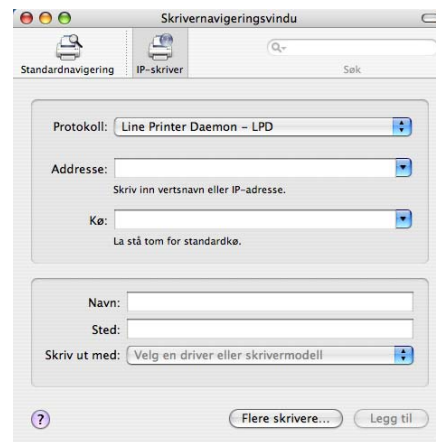 Skrivernavigeringsvindu
Standardnavigering IP-skriver Søk
Protokoll: Line Printer Daemon – LPD
Addresse:
Skriv inn vertsnavn eller IP-adresse.
Kø:
La stå tom for standardkø.
Navn:
Sted:
Skriv ut med: Velg en driver eller skrivermodell
? Flere skrivere... Legg til